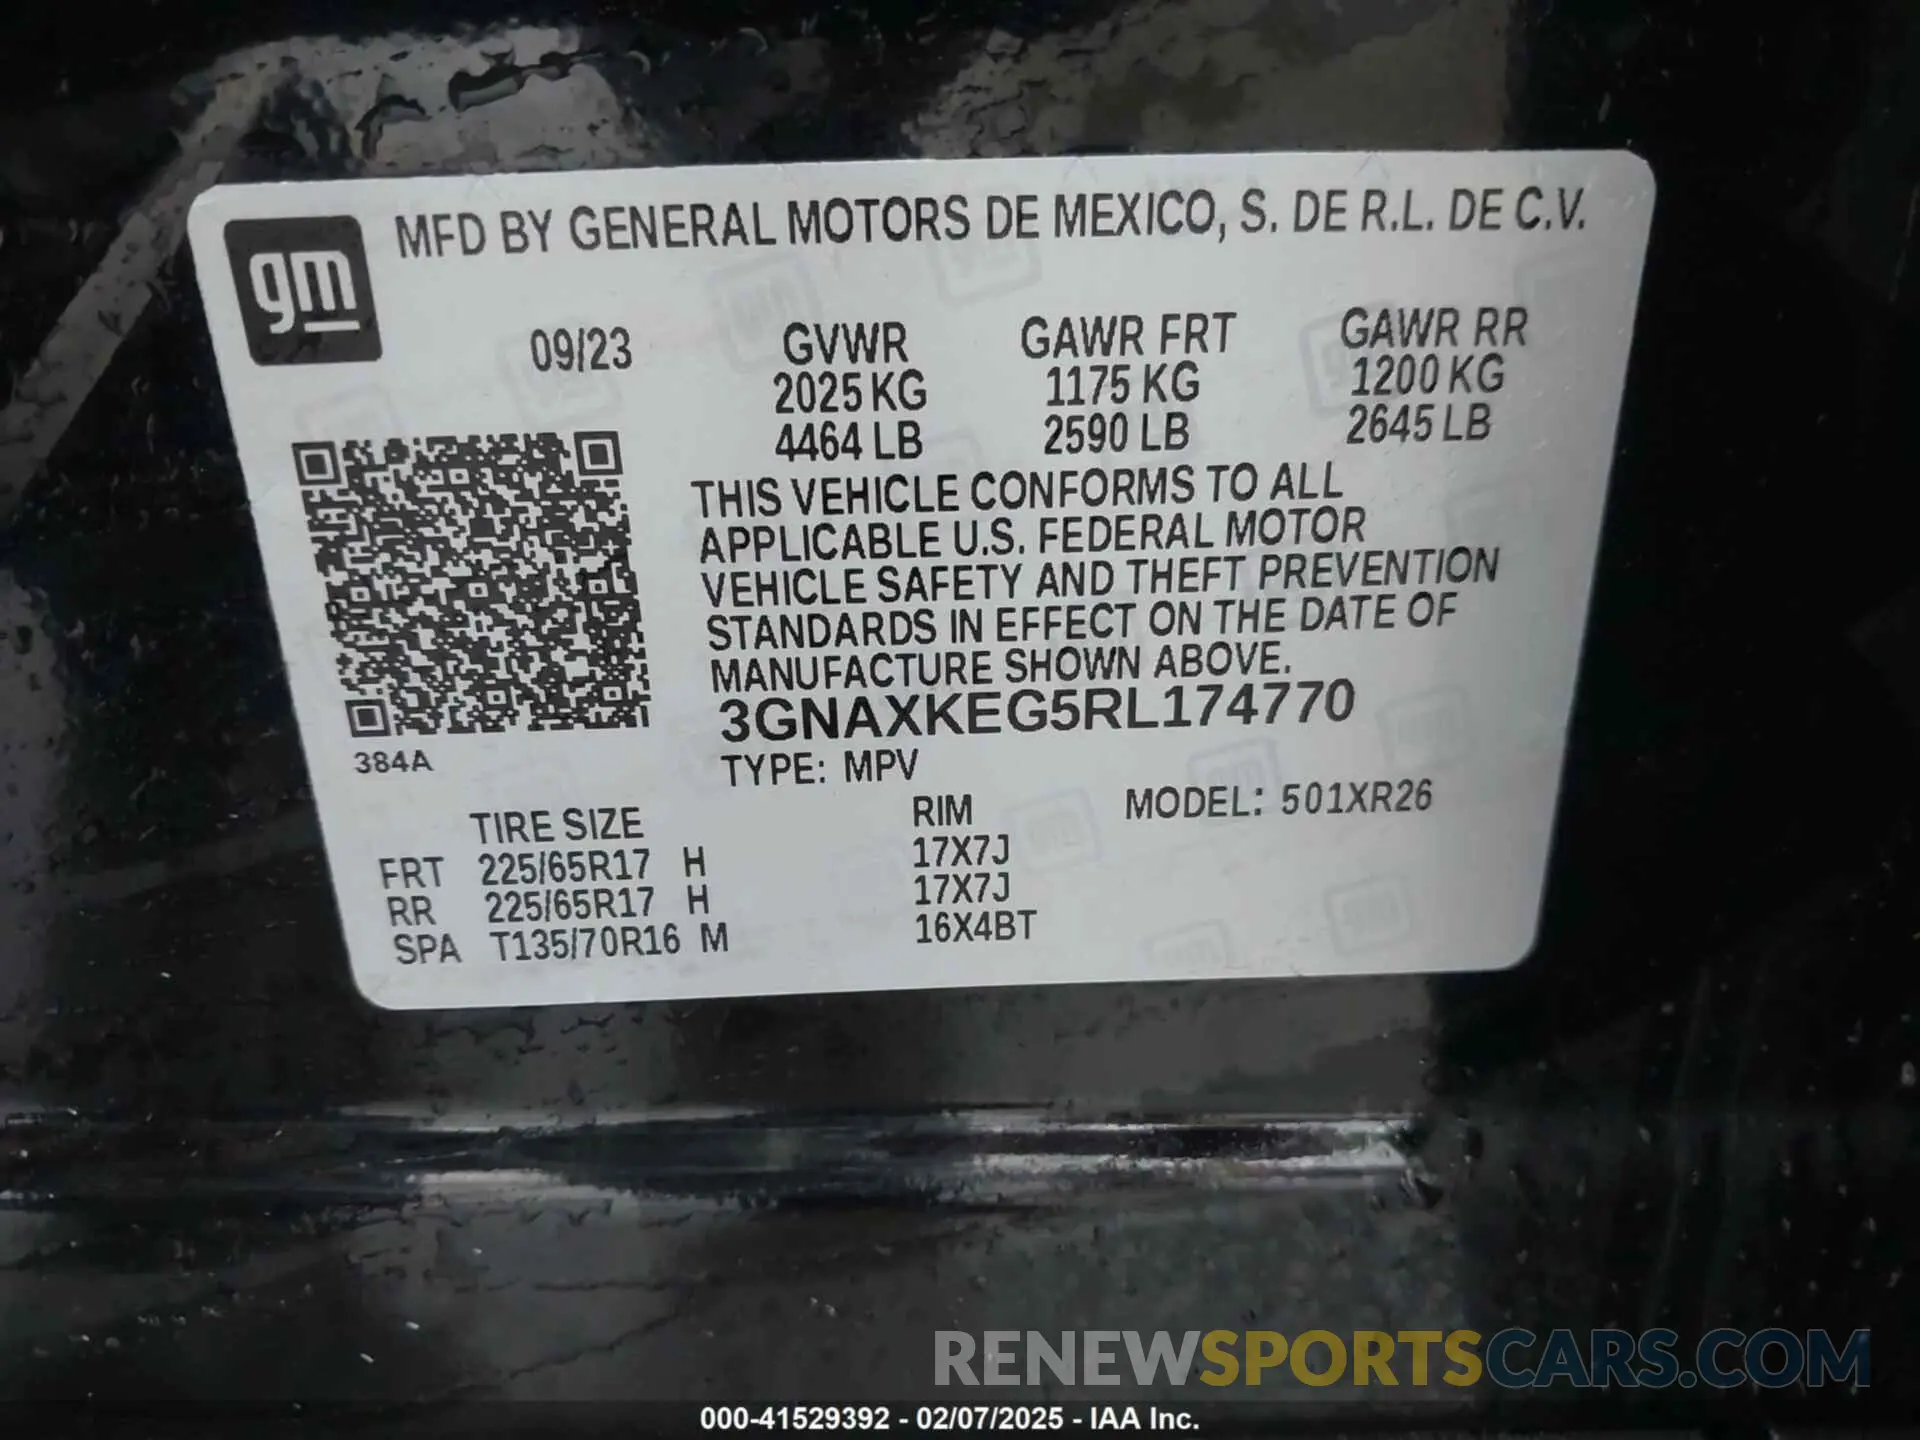 gm
MFD BY GENERAL MOTORS DE MEXICO, S. DE R.L. DE C.V.
09/23 GVWR GAWR FRT GAWR RR
2025 KG 1175 KG 1200 KG
4464 LB 2590 LB 2645 LB
THIS VEHICLE CONFORMS TO ALL
APPLICABLE U.S. FEDERAL MOTOR
VEHICLE SAFETY AND THEFT PREVENTION
STANDARDS IN EFFECT ON THE DATE OF
MANUFACTURE SHOWN ABOVE.
3GNAXKEG5RL174770
384A
TYPE: MPV
MODEL: 501XR26
TIRE SIZE RIM
FRT 225/65R17 H 17X7J
RR 225/65R17 H 17X7J
SPA T135/70R16 M 16X4BT
RENEWSPORTSCARS.COM
000-41529392 - 02/07/2025 - IAA Inc.